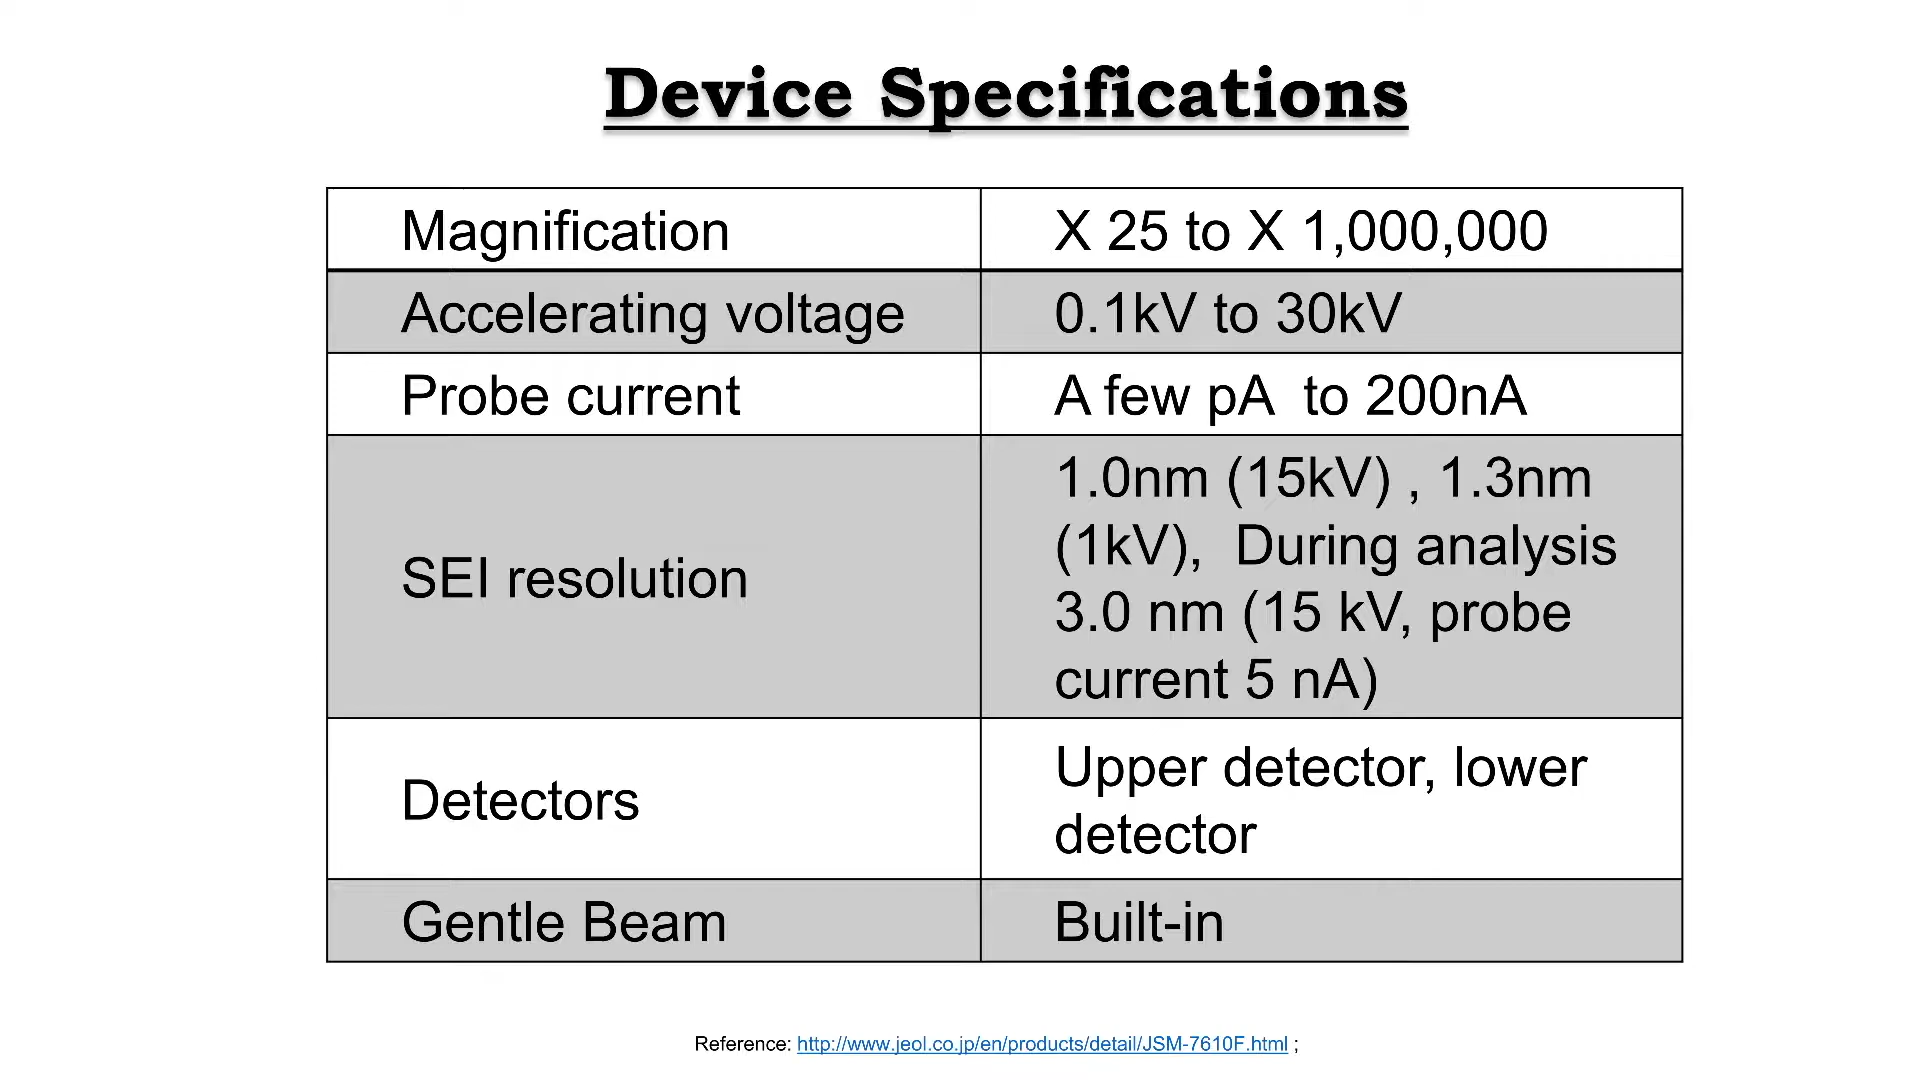 Device Specifications
Magnification
X 25 to X 1,000,000
Accelerating voltage
0.1kV to 30kV
Probe current
A few pA  to 200nA
SEI resolution
1.0nm (15kV) , 1.3nm
(1kV),  During analysis
3.0 nm (15 kV, probe
current 5 nA)
Detectors
Upper detector, lower
detector
Gentle Beam
Built-in
Reference: http://www.jeol.co.jp/en/products/detail/JSM-7610F.html ;